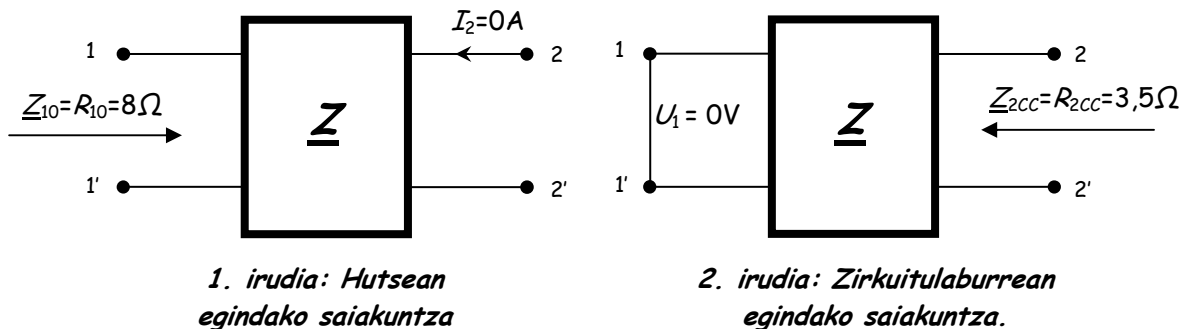 I2=0A
1
2
Z10=R10=8Ω
Z
1'
2'
1. irudia: Hutsean
egindako saiakuntza
1
2
U1 = 0V
Z
Z2CC=R2CC=3,5Ω
1'
2'
2. irudia: Zirkuitulaburrean
egindako saiakuntza.